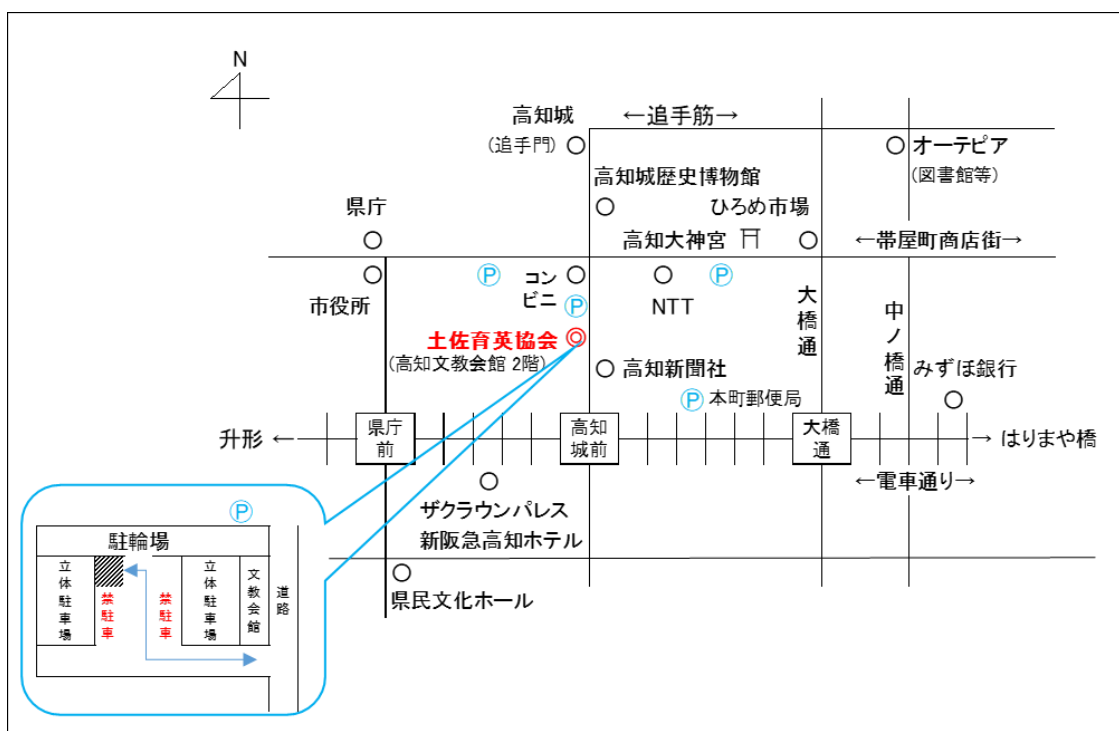 N
高知城
(追手門)
←追手筋→
オーテピア
(図書館等)
高知城歴史博物館
県庁
ひろめ市場
高知大神宮
←帯屋町商店街→
市役所
P
コン
ビニ
P
NTT
P
大橋通
中ノ橋通
土佐育英協会
(高知文教会館 2階)
高知新聞社
みずほ銀行
P 本町郵便局
升形 ←
県庁
前
高知
城前
大橋
通
→ はりまや橋
←電車通り→
ザクラウンパレス
新阪急高知ホテル
県民文化ホール
P
駐輪場
立体駐車場
禁駐車
禁駐車
立体駐車場
文教会館
道路